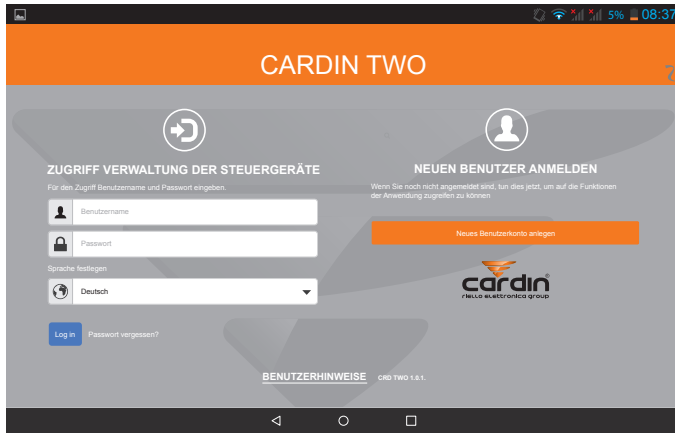 5% 08:37
CARDIN TWO
ZUGRIFF VERWALTUNG DER STEUERGERÄTE
Für den Zugriff Benutzername und Passwort eingeben.
Benutzername
Passwort
Sprache festlegen
Deutsch
Log in Passwort vergessen?
NEUEN BENUTZER ANMELDEN
Wenn Sie noch nicht angemeldet sind, tun dies jetzt, um auf die Funktionen
der Anwendung zugreifen zu können
Neues Benutzerkonto anlegen
cardin
riello elettronica group
BENUTZERHINWEISE CRD TWO 1.0.1.